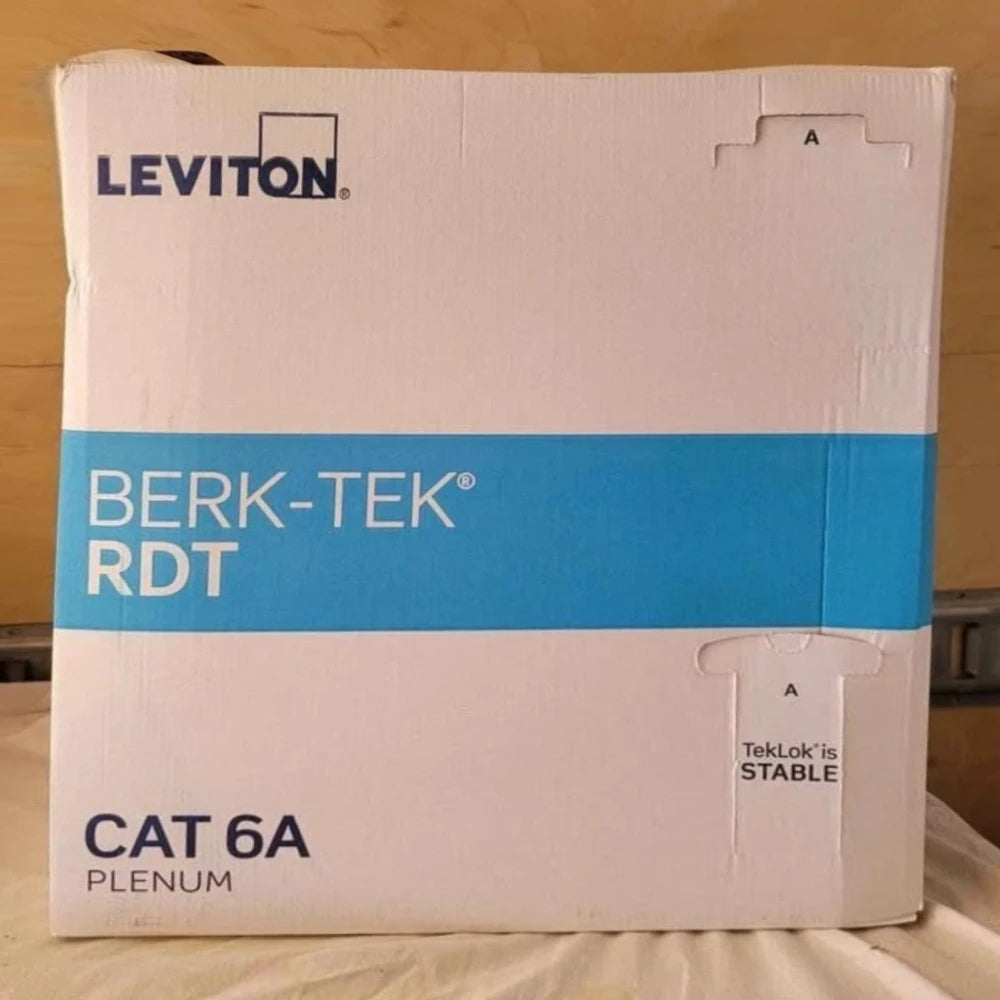 LEVITON®
A
BERK-TEK®
RDT
A
TekLok® is
STABLE
CAT 6A
PLENUM